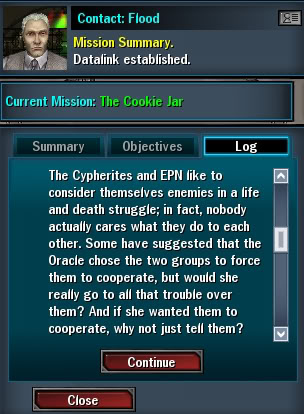 Contact: Flood
Mission Summary.
Datalink established.
Current Mission: The Cookie Jar
Summary
Objectives
Log
The Cypherites and EPN like to
consider themselves enemies in a life
and death struggle; in fact, nobody
actually cares what they do to each
other. Some have suggested that the
Oracle chose the two groups to force
them to cooperate, but would she
really go to all that trouble over
them? And if she wanted them to
cooperate, why not just tell them?
Continue
Close